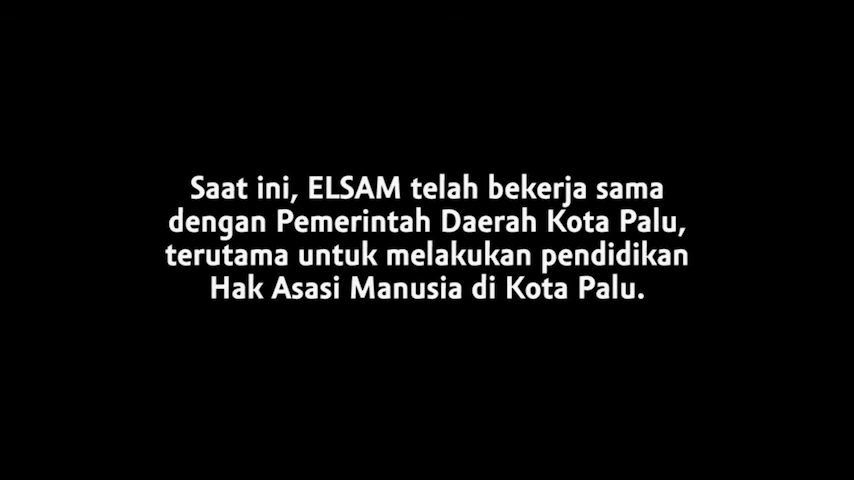 Saat ini, ELSAM telah bekerja sama
dengan Pemerintah Daerah Kota Palu,
terutama untuk melakukan pendidikan
Hak Asasi Manusia di Kota Palu.